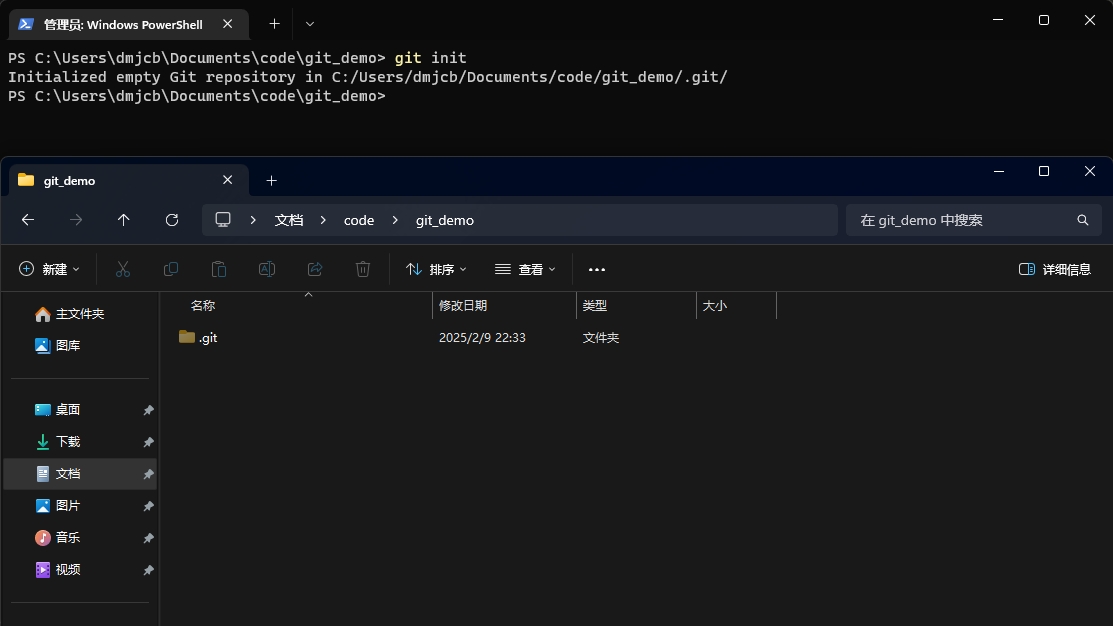 管理员: Windows PowerShell
PS C:\Users\dmjcb\Documents\code\git_demo> git init
Initialized empty Git repository in C:/Users/dmjcb/Documents/code/git_demo/.git/
PS C:\Users\dmjcb\Documents\code\git_demo>
git_demo
文档 > code > git_demo
在 git_demo 中搜索
新建 排序 查看 ••• 详细信息
名称 修改日期 类型 大小
.git 2025/2/9 22:33 文件夹
主文件夹
图库
桌面
下载
文档
图片
音乐
视频